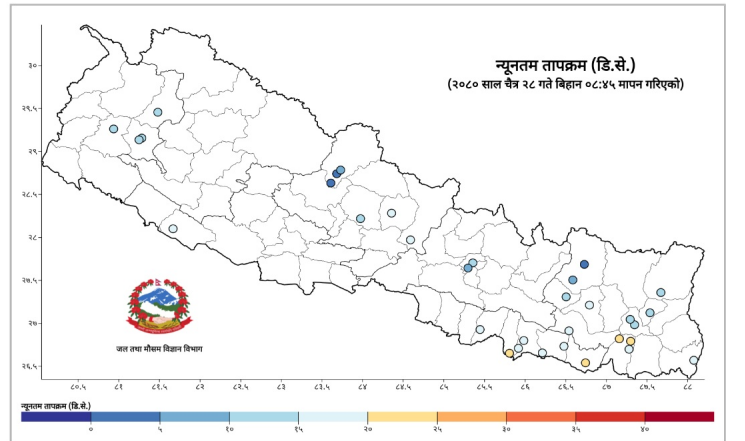 न्यूनतम तापक्रम (डि.से.)
(२०८० साल चैत्र २८ गते बिहान ०८:४५ मापन गरिएको)
३०
२९.५
२९
२८.५
२८
२७.५
२७
२६.५
८०.५ ८१ ८१.५ ८२ ८२.५ ८३ ८३.५ ८४ ८४.५ ८५ ८५.५ ८६ ८६.५ ८७ ८७.५ ८८
जल तथा मौसम विज्ञान विभाग
न्यूनतम तापक्रम (डि.से.)
० ५ १० १५ २० २५ ३० ३५ ४०